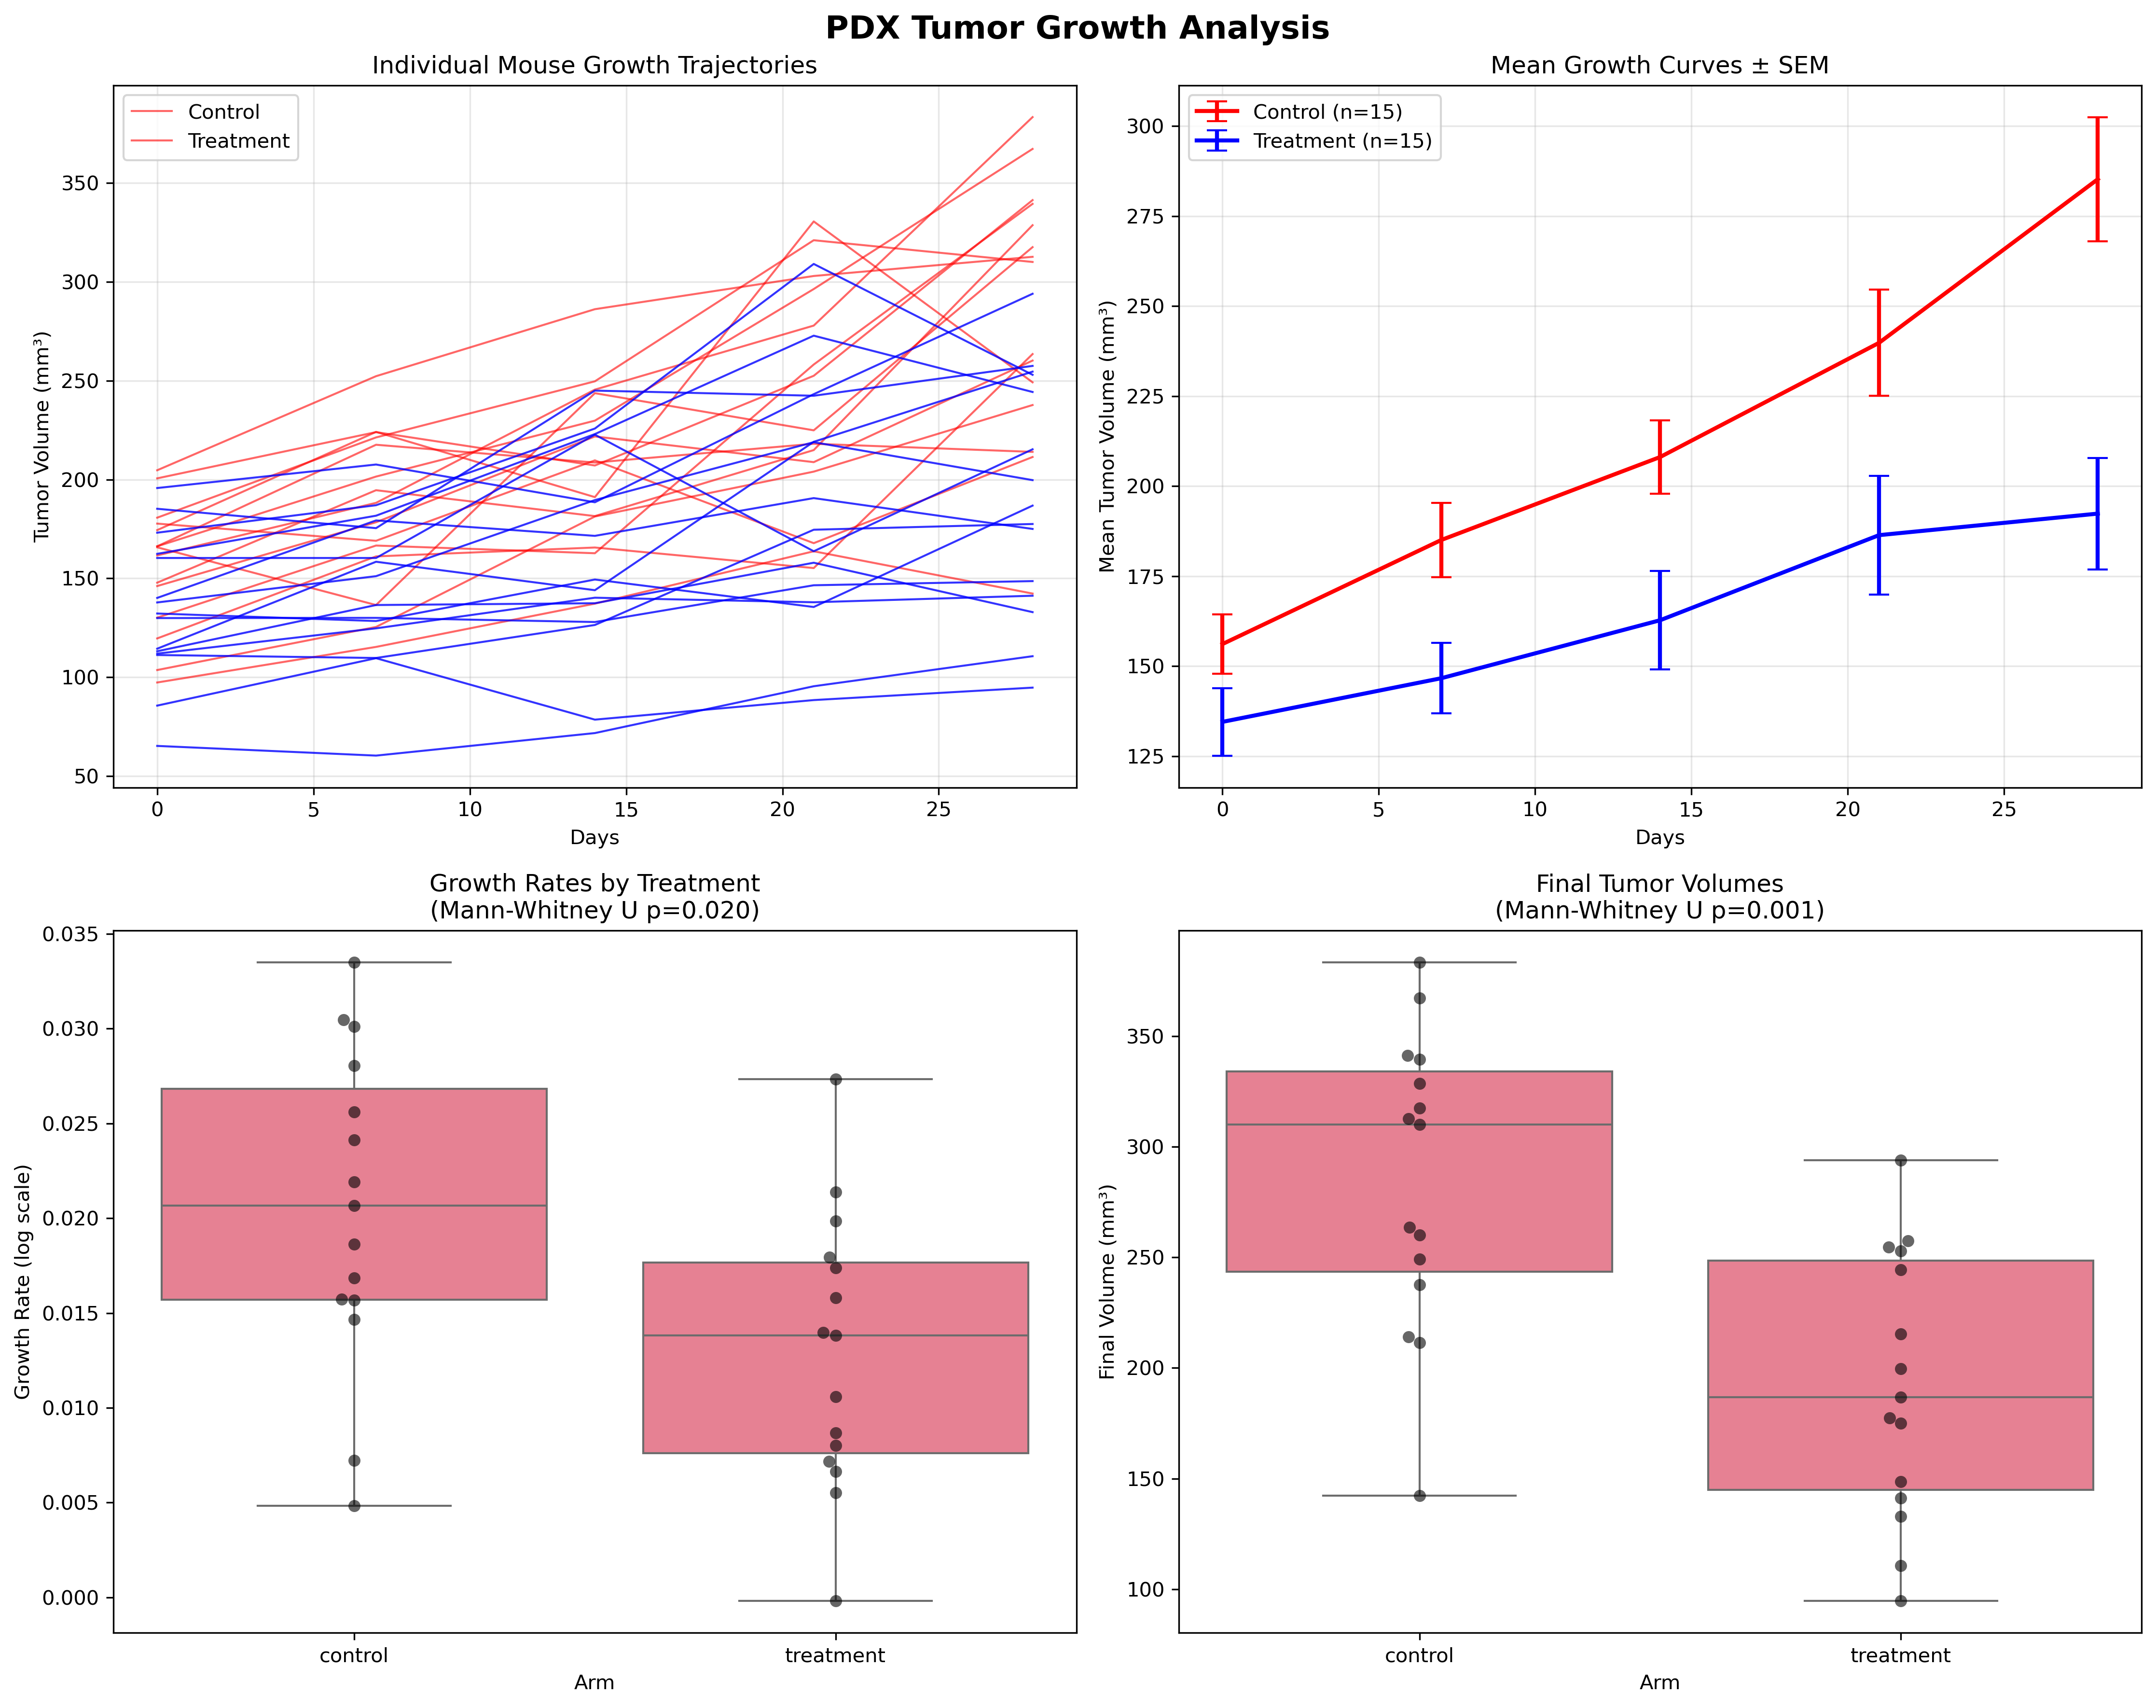 PDX Tumor Growth Analysis
Individual Mouse Growth Trajectories
Control
Treatment
Tumor Volume (mm³)
350
300
250
200
150
100
50
0
5
10
15
20
25
Days
Mean Growth Curves ± SEM
Control (n=15)
Treatment (n=15)
Mean Tumor Volume (mm³)
300
275
250
225
200
175
150
125
0
5
10
15
20
25
Days
Growth Rates by Treatment
(Mann-Whitney U p=0.020)
Growth Rate (log scale)
0.035
0.030
0.025
0.020
0.015
0.010
0.005
0.000
control
treatment
Arm
Final Tumor Volumes
(Mann-Whitney U p=0.001)
Final Volume (mm³)
350
300
250
200
150
100
control
treatment
Arm